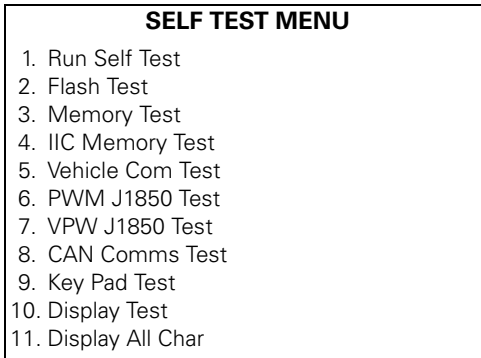 SELF TEST MENU
1. Run Self Test
2. Flash Test
3. Memory Test
4. IIC Memory Test
5. Vehicle Com Test
6. PWM J1850 Test
7. VPW J1850 Test
8. CAN Comms Test
9. Key Pad Test
10. Display Test
11. Display All Char